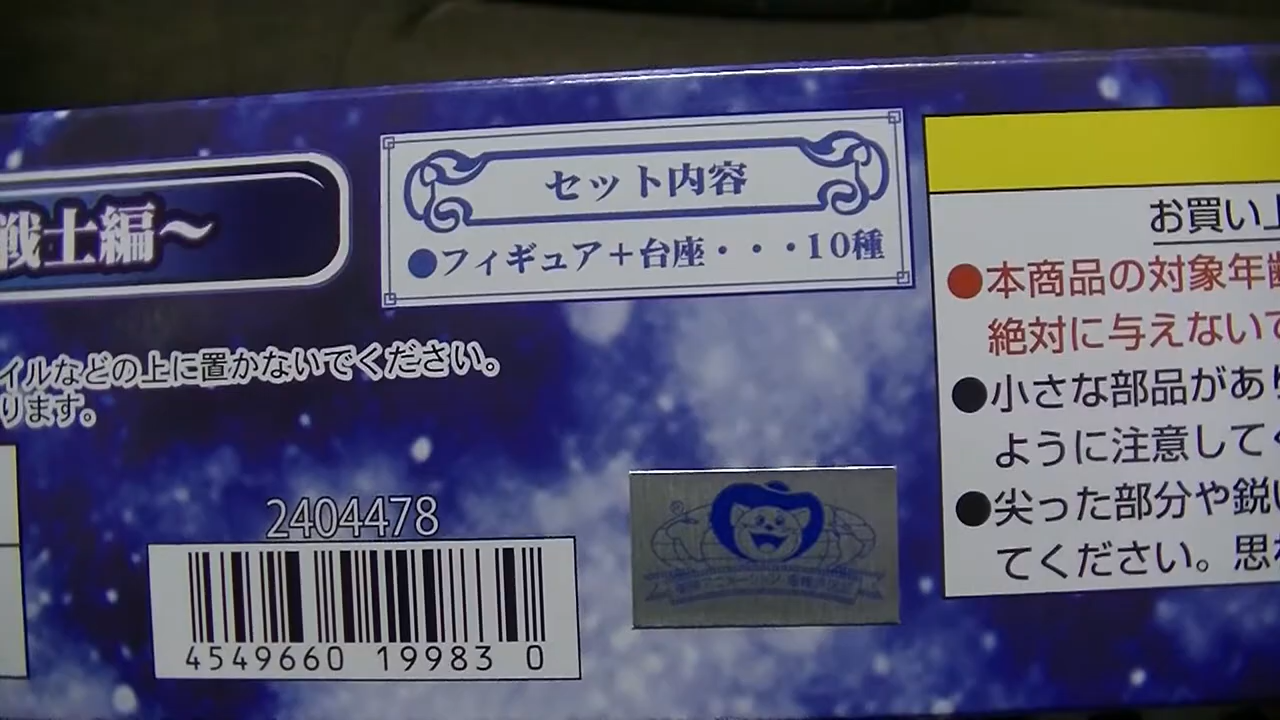 戦士編～
セット内容
●フィギュア＋台座・・・10種
イルなどの上に置かないでください。
ります。
2404478
4549660 19983 0
お買い上
●本商品の対象年齢
絶対に与えないで
●小さな部品があり
ように注意してく
●尖った部分や鋭い
てください。思わ